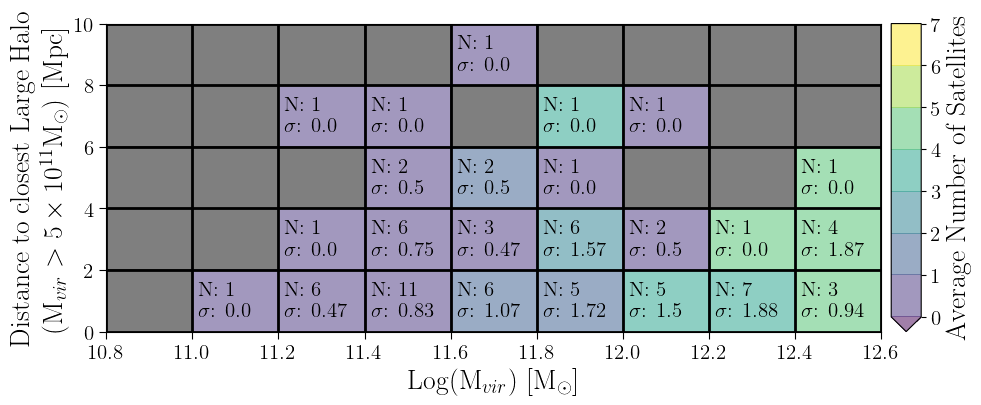 Distance to closest Large Halo
(M_vir > 5 × 10^11 M_⊙) [Mpc]
10
8
6
4
2
0
N: 1
σ: 0.0
N: 1
σ: 0.0
N: 1
σ: 0.0
N: 1
σ: 0.0
N: 1
σ: 0.0
N: 2
σ: 0.5
N: 2
σ: 0.5
N: 1
σ: 0.0
N: 1
σ: 0.0
N: 1
σ: 0.0
N: 6
σ: 0.75
N: 3
σ: 0.47
N: 6
σ: 1.57
N: 2
σ: 0.5
N: 1
σ: 0.0
N: 4
σ: 1.87
N: 1
σ: 0.0
N: 6
σ: 0.47
N: 11
σ: 0.83
N: 6
σ: 1.07
N: 5
σ: 1.72
N: 5
σ: 1.5
N: 7
σ: 1.88
N: 3
σ: 0.94
10.8 11.0 11.2 11.4 11.6 11.8 12.0 12.2 12.4 12.6
Log(M_vir) [M_⊙]
7
6
5
4
3
2
1
0
Average Number of Satellites